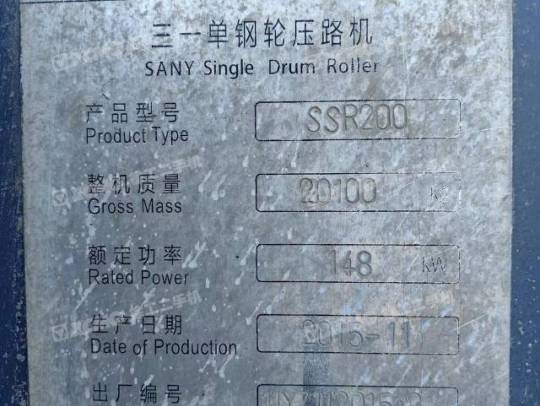 三一单钢轮压路机
SANY Single Drum Roller
产品型号 SSR200
Product Type
整机质量 20100
Gross Mass
额定功率 148 kW
Rated Power
生产日期 2015-11
Date of Production
出厂编号